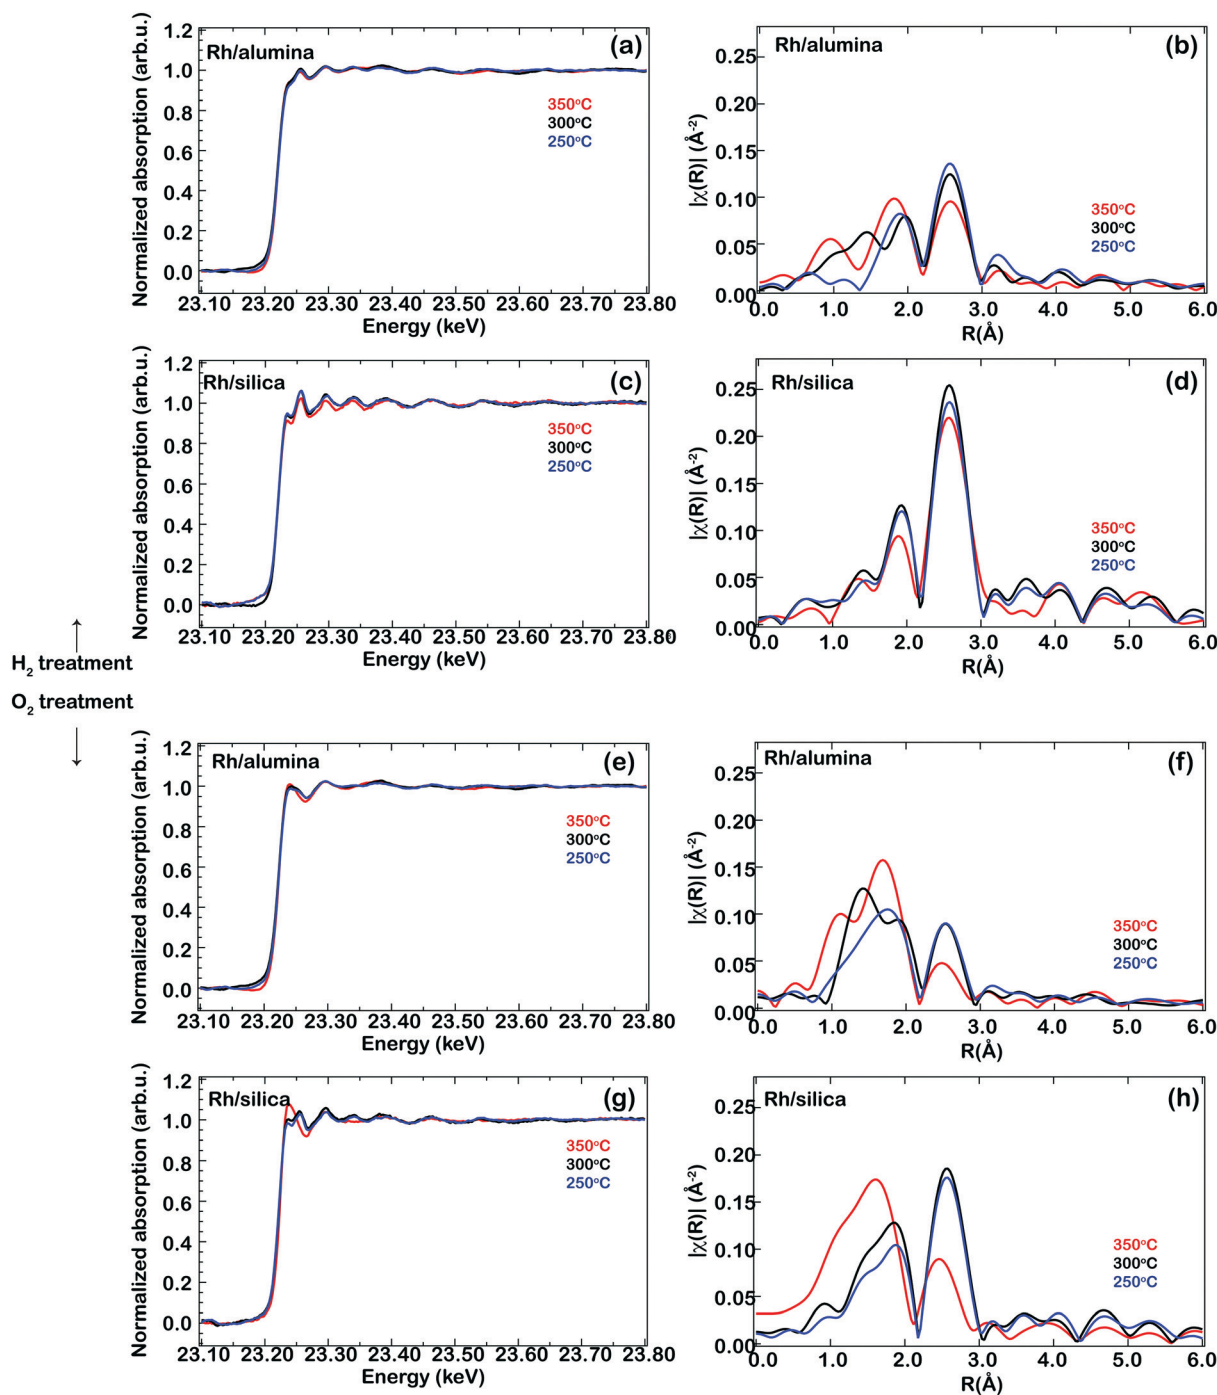 Rh/alumina
(a)
Normalized absorption (arb.u.)
1.2
1.0
0.8
0.6
0.4
0.2
0.0
350°C
300°C
250°C
23.10 23.20 23.30 23.40 23.50 23.60 23.70 23.80
Energy (keV)
Rh/alumina
(b)
|χ(R)| (Å⁻²)
0.25
0.20
0.15
0.10
0.05
0.00
350°C
300°C
250°C
0.0 1.0 2.0 3.0 4.0 5.0 6.0
R(Å)
Rh/silica
(c)
Normalized absorption (arb.u.)
1.2
1.0
0.8
0.6
0.4
0.2
0.0
350°C
300°C
250°C
23.10 23.20 23.30 23.40 23.50 23.60 23.70 23.80
Energy (keV)
Rh/silica
(d)
|χ(R)| (Å⁻²)
0.25
0.20
0.15
0.10
0.05
0.00
350°C
300°C
250°C
0.0 1.0 2.0 3.0 4.0 5.0 6.0
R(Å)
H₂ treatment
O₂ treatment
Rh/alumina
(e)
Normalized absorption (arb.u.)
1.2
1.0
0.8
0.6
0.4
0.2
0.0
350°C
300°C
250°C
23.10 23.20 23.30 23.40 23.50 23.60 23.70 23.80
Energy (keV)
Rh/alumina
(f)
|χ(R)| (Å⁻²)
0.25
0.20
0.15
0.10
0.05
0.00
350°C
300°C
250°C
0.0 1.0 2.0 3.0 4.0 5.0 6.0
R(Å)
Rh/silica
(g)
Normalized absorption (arb.u.)
1.2
1.0
0.8
0.6
0.4
0.2
0.0
350°C
300°C
250°C
23.10 23.20 23.30 23.40 23.50 23.60 23.70 23.80
Energy (keV)
Rh/silica
(h)
|χ(R)| (Å⁻²)
0.25
0.20
0.15
0.10
0.05
0.00
350°C
300°C
250°C
0.0 1.0 2.0 3.0 4.0 5.0 6.0
R(Å)